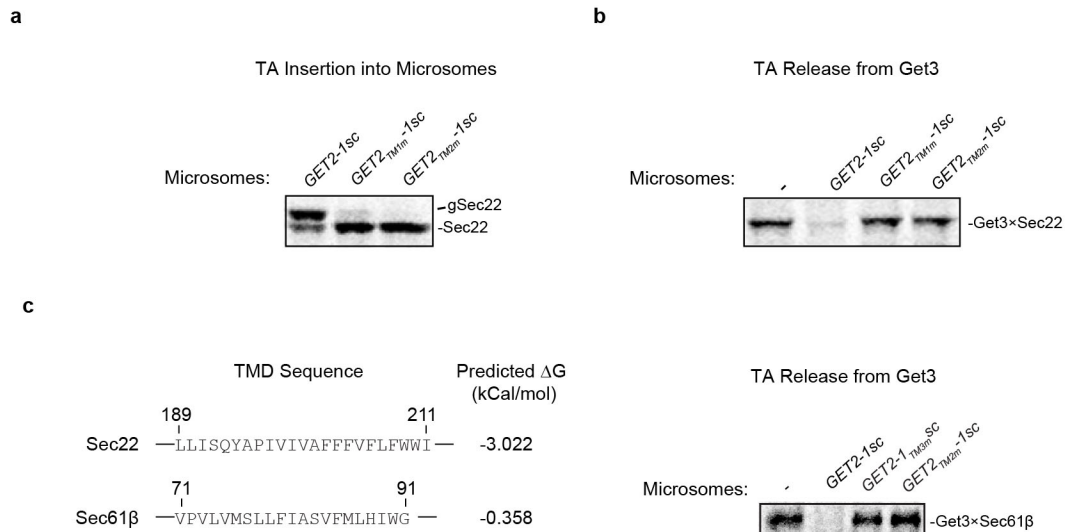 a
TA Insertion into Microsomes
Microsomes: GET2-1sc GET2TM1m-1sc GET2TM2m-1sc
gSec22
-Sec22
b
TA Release from Get3
Microsomes: - GET2-1sc GET2TM1m-1sc GET2TM2m-1sc
-Get3×Sec22
c
TMD Sequence
Predicted ΔG
(kCal/mol)
189 211
Sec22 LLISQYAPIVIVAFFFVFLFWWI -3.022
71 91
Sec61β VPVLVMSLLFIASVFMLHIWG -0.358
TA Release from Get3
Microsomes: - GET2-1sc GET2-1TM3msc GET2TM2m-1sc
-Get3×Sec61β